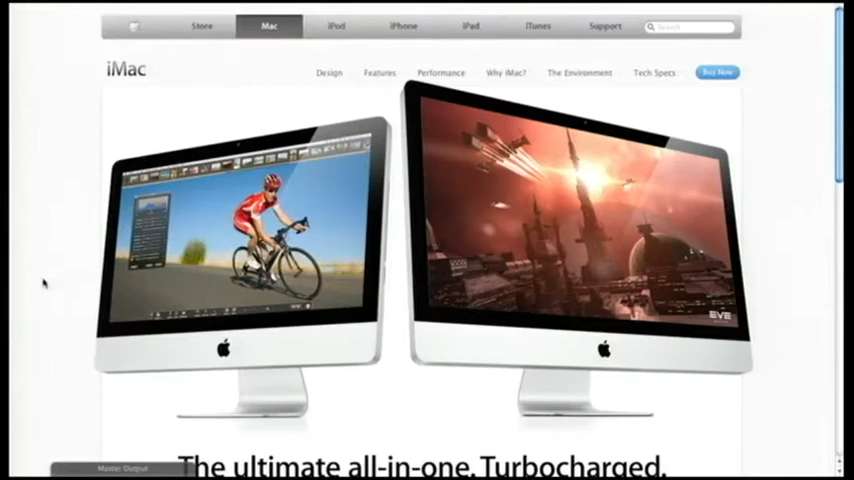 Store Mac iPod iPhone iPad iTunes Support Search
iMac Design Features Performance Why iMac? The Environment Tech Specs Buy Now
EVE
The ultimate all-in-one. Turbocharged.
Master Output